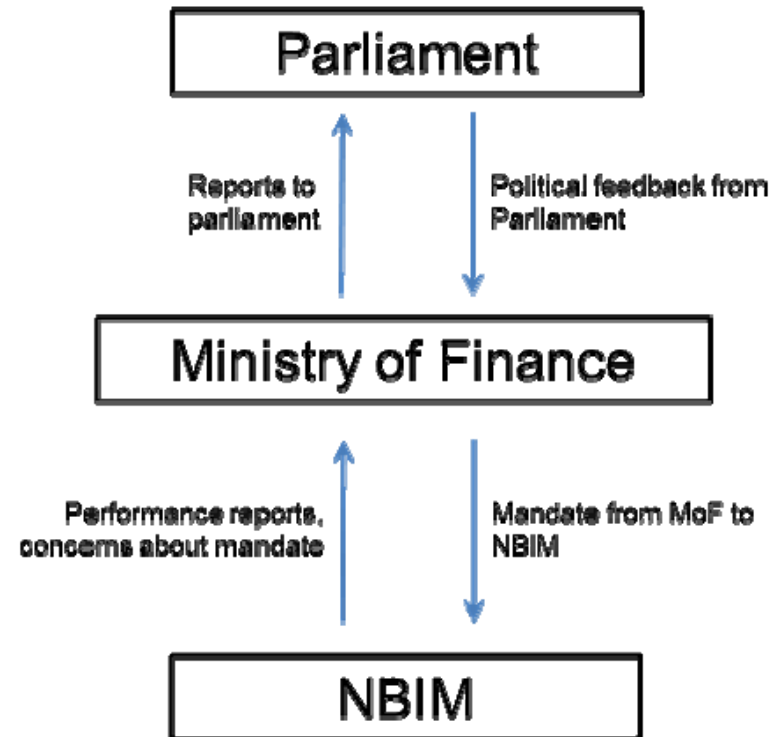 Parliament
Reports to
parliament
Political feedback from
Parliament
Ministry of Finance
Performance reports,
concerns about mandate
Mandate from MoF to
NBIM
NBIM